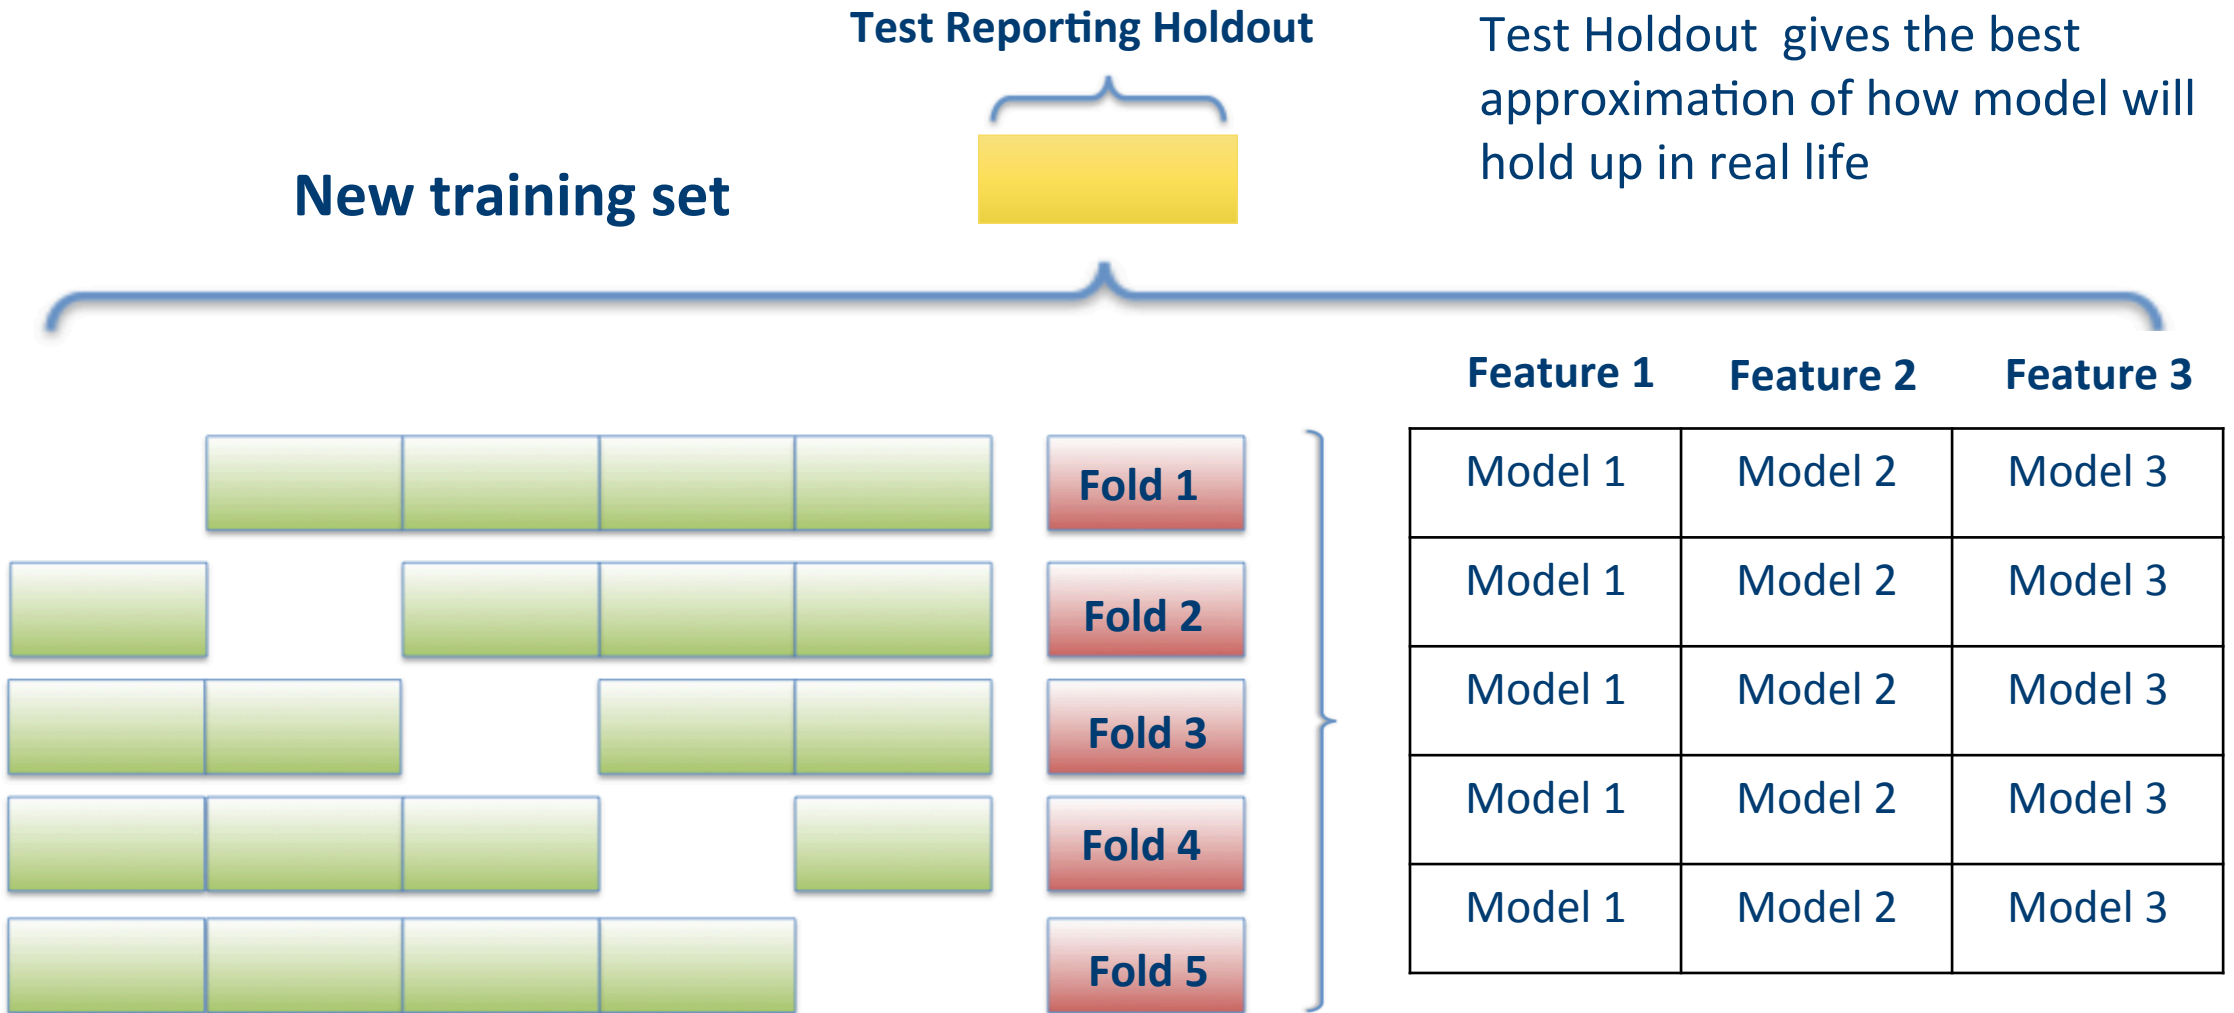 Test Reporting Holdout
Test Holdout  gives the best
approximation of how model will
hold up in real life
New training set
Feature 1 Feature 2 Feature 3
Fold 1
Model 1 Model 2 Model 3
Fold 2
Model 1 Model 2 Model 3
Fold 3
Model 1 Model 2 Model 3
Fold 4
Model 1 Model 2 Model 3
Fold 5
Model 1 Model 2 Model 3